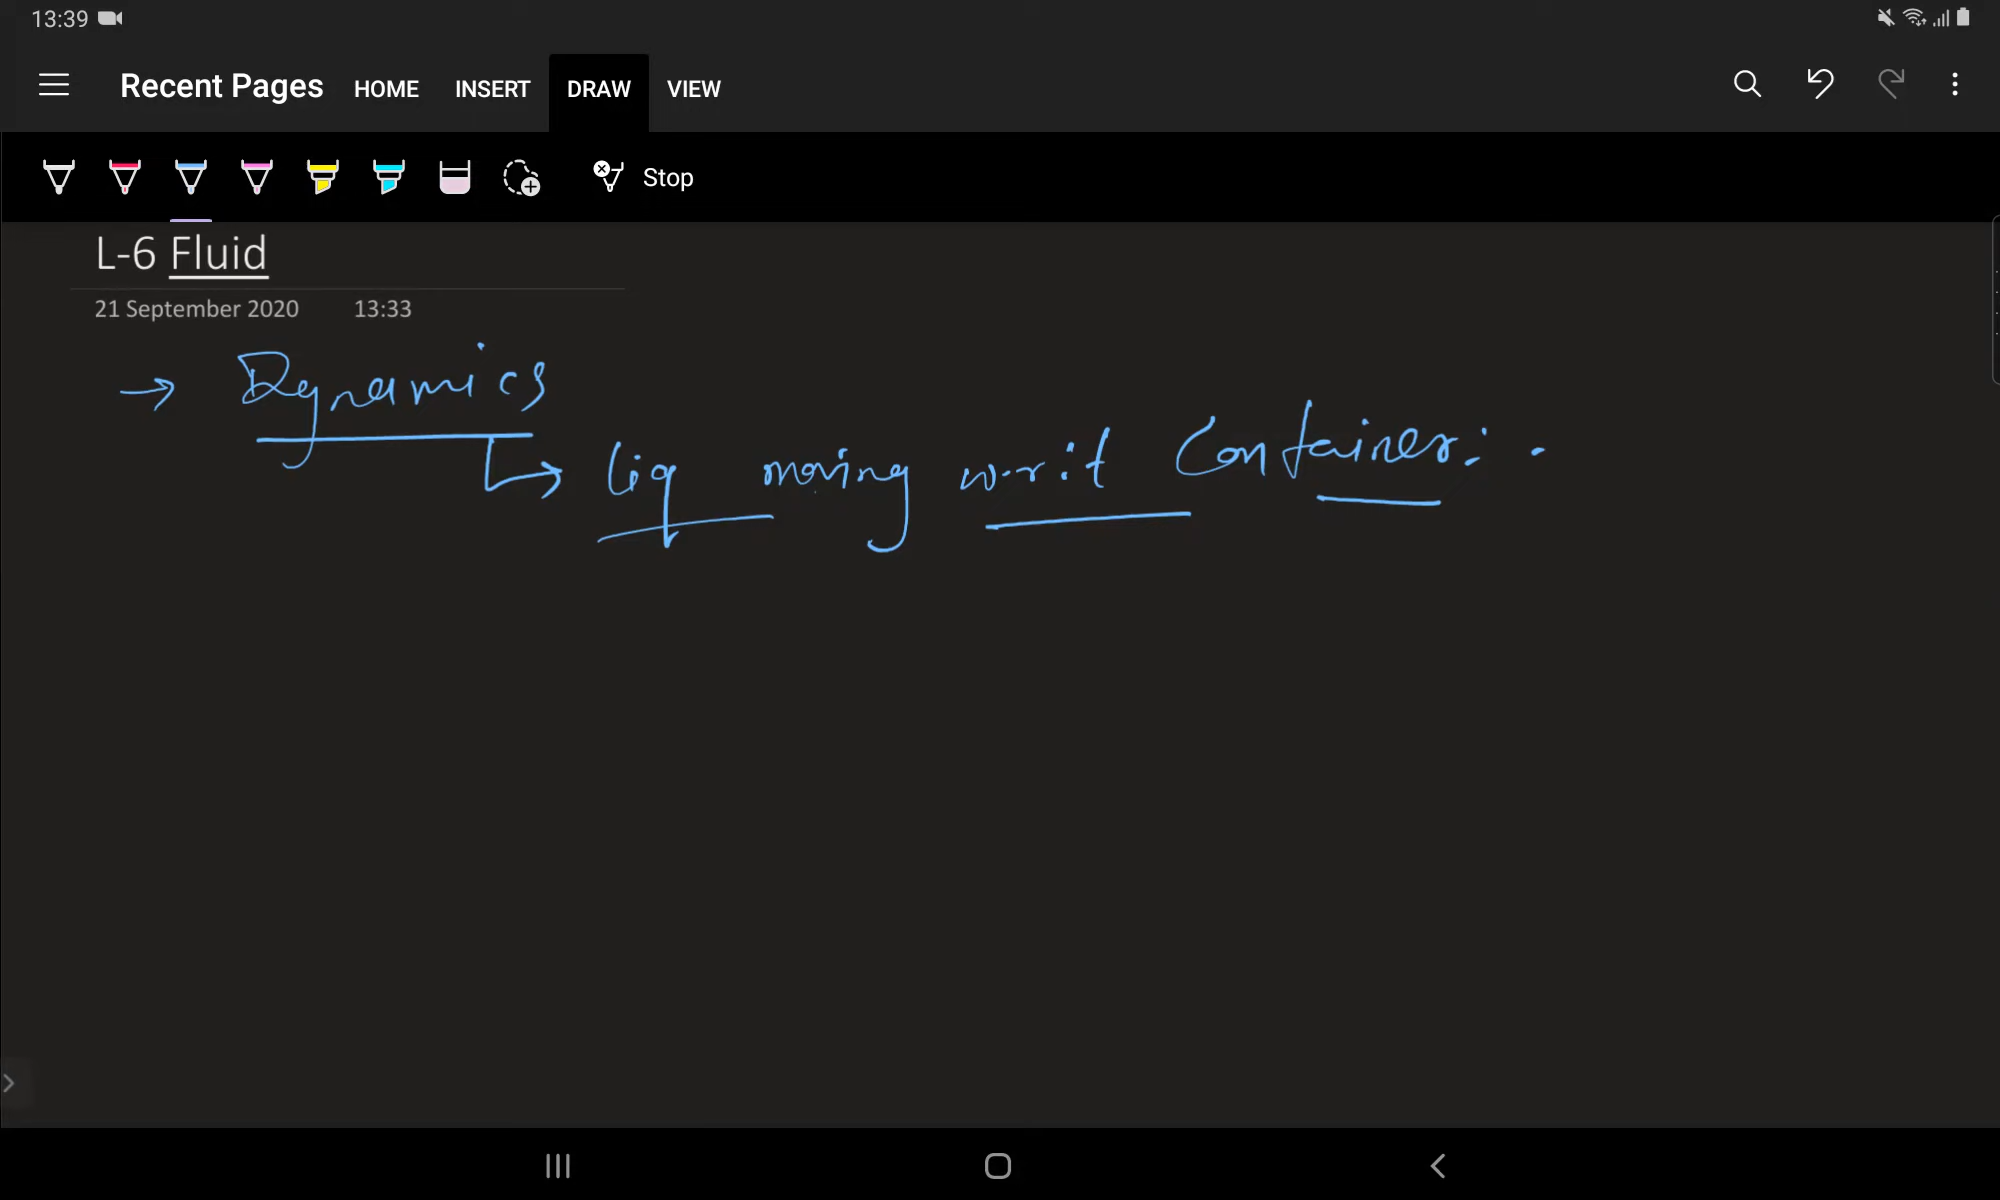 13:39
Recent Pages HOME INSERT DRAW VIEW
Stop
L-6 Fluid
21 September 2020 13:33
→ Dynamics
↳ liq moving w.r.t Container: